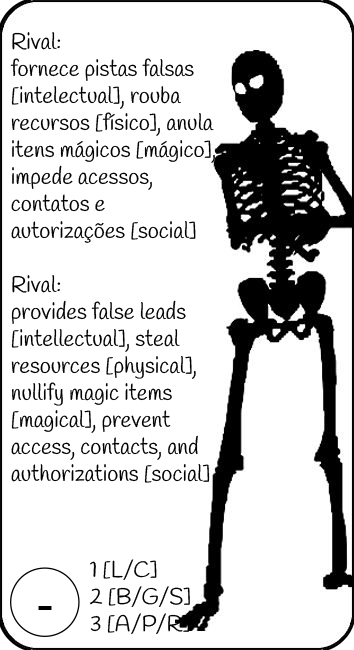 Rival:
fornece pistas falsas
[intelectual], rouba
recursos [físico], anula
itens mágicos [mágico],
impede acessos,
contatos e
autorizações [social]
Rival:
provides false leads
[intellectual], steal
resources [physical],
nullify magic items
[magical], prevent
access, contacts, and
authorizations [social]
1 [L/C]
2 [B/G/S]
-
3 [A/P/R]